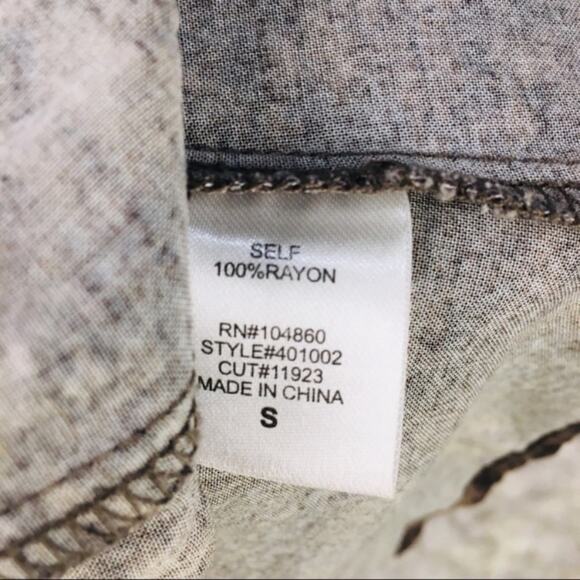 SELF
100%RAYON
RN#104860
STYLE#401002
CUT#11923
MADE IN CHINA
S